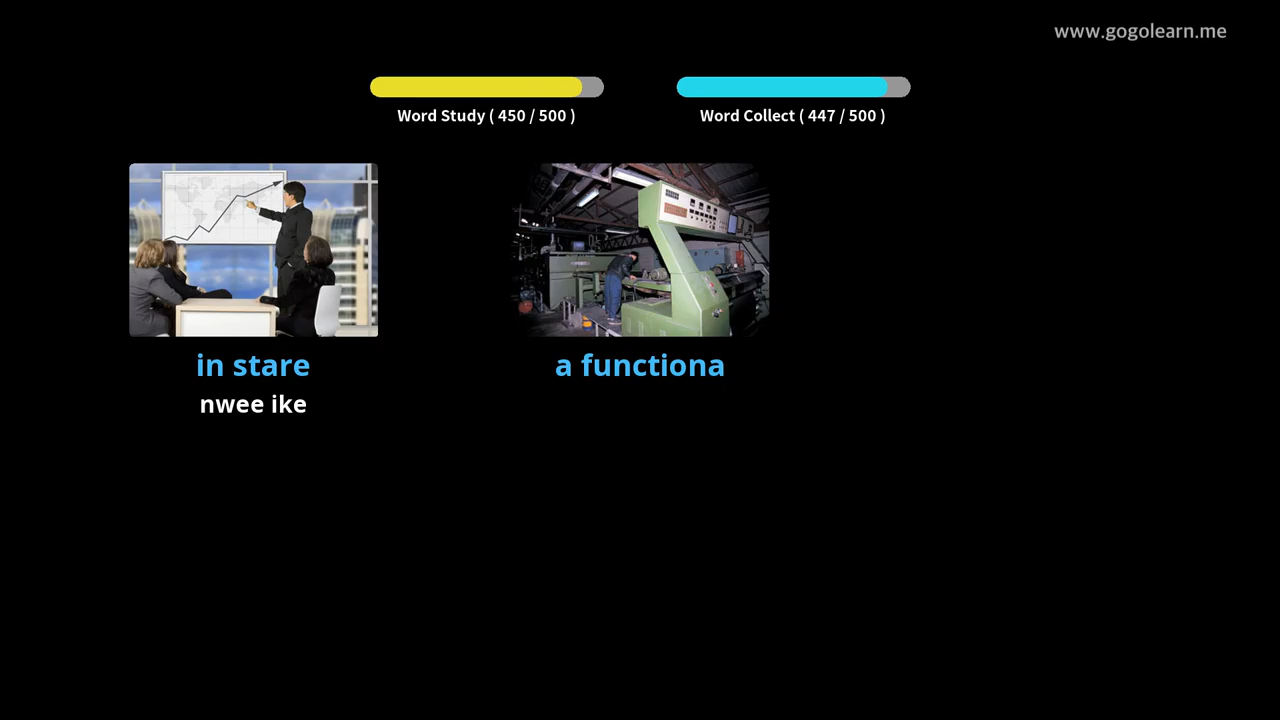 www.gogolearn.me
Word Study ( 450 / 500 )
Word Collect ( 447 / 500 )
in stare
nwee ike
a functiona